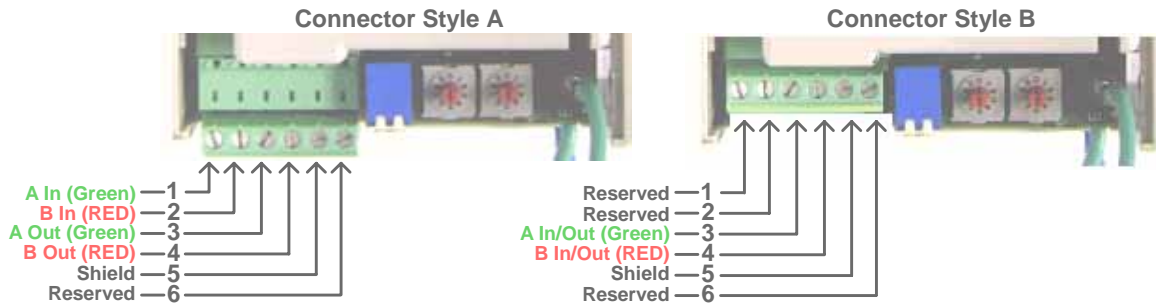 Connector Style A
A In (Green) 1
B In (RED) 2
A Out (Green) 3
B Out (RED) 4
Shield 5
Reserved 6
Connector Style B
Reserved 1
Reserved 2
A In/Out (Green) 3
B In/Out (RED) 4
Shield 5
Reserved 6